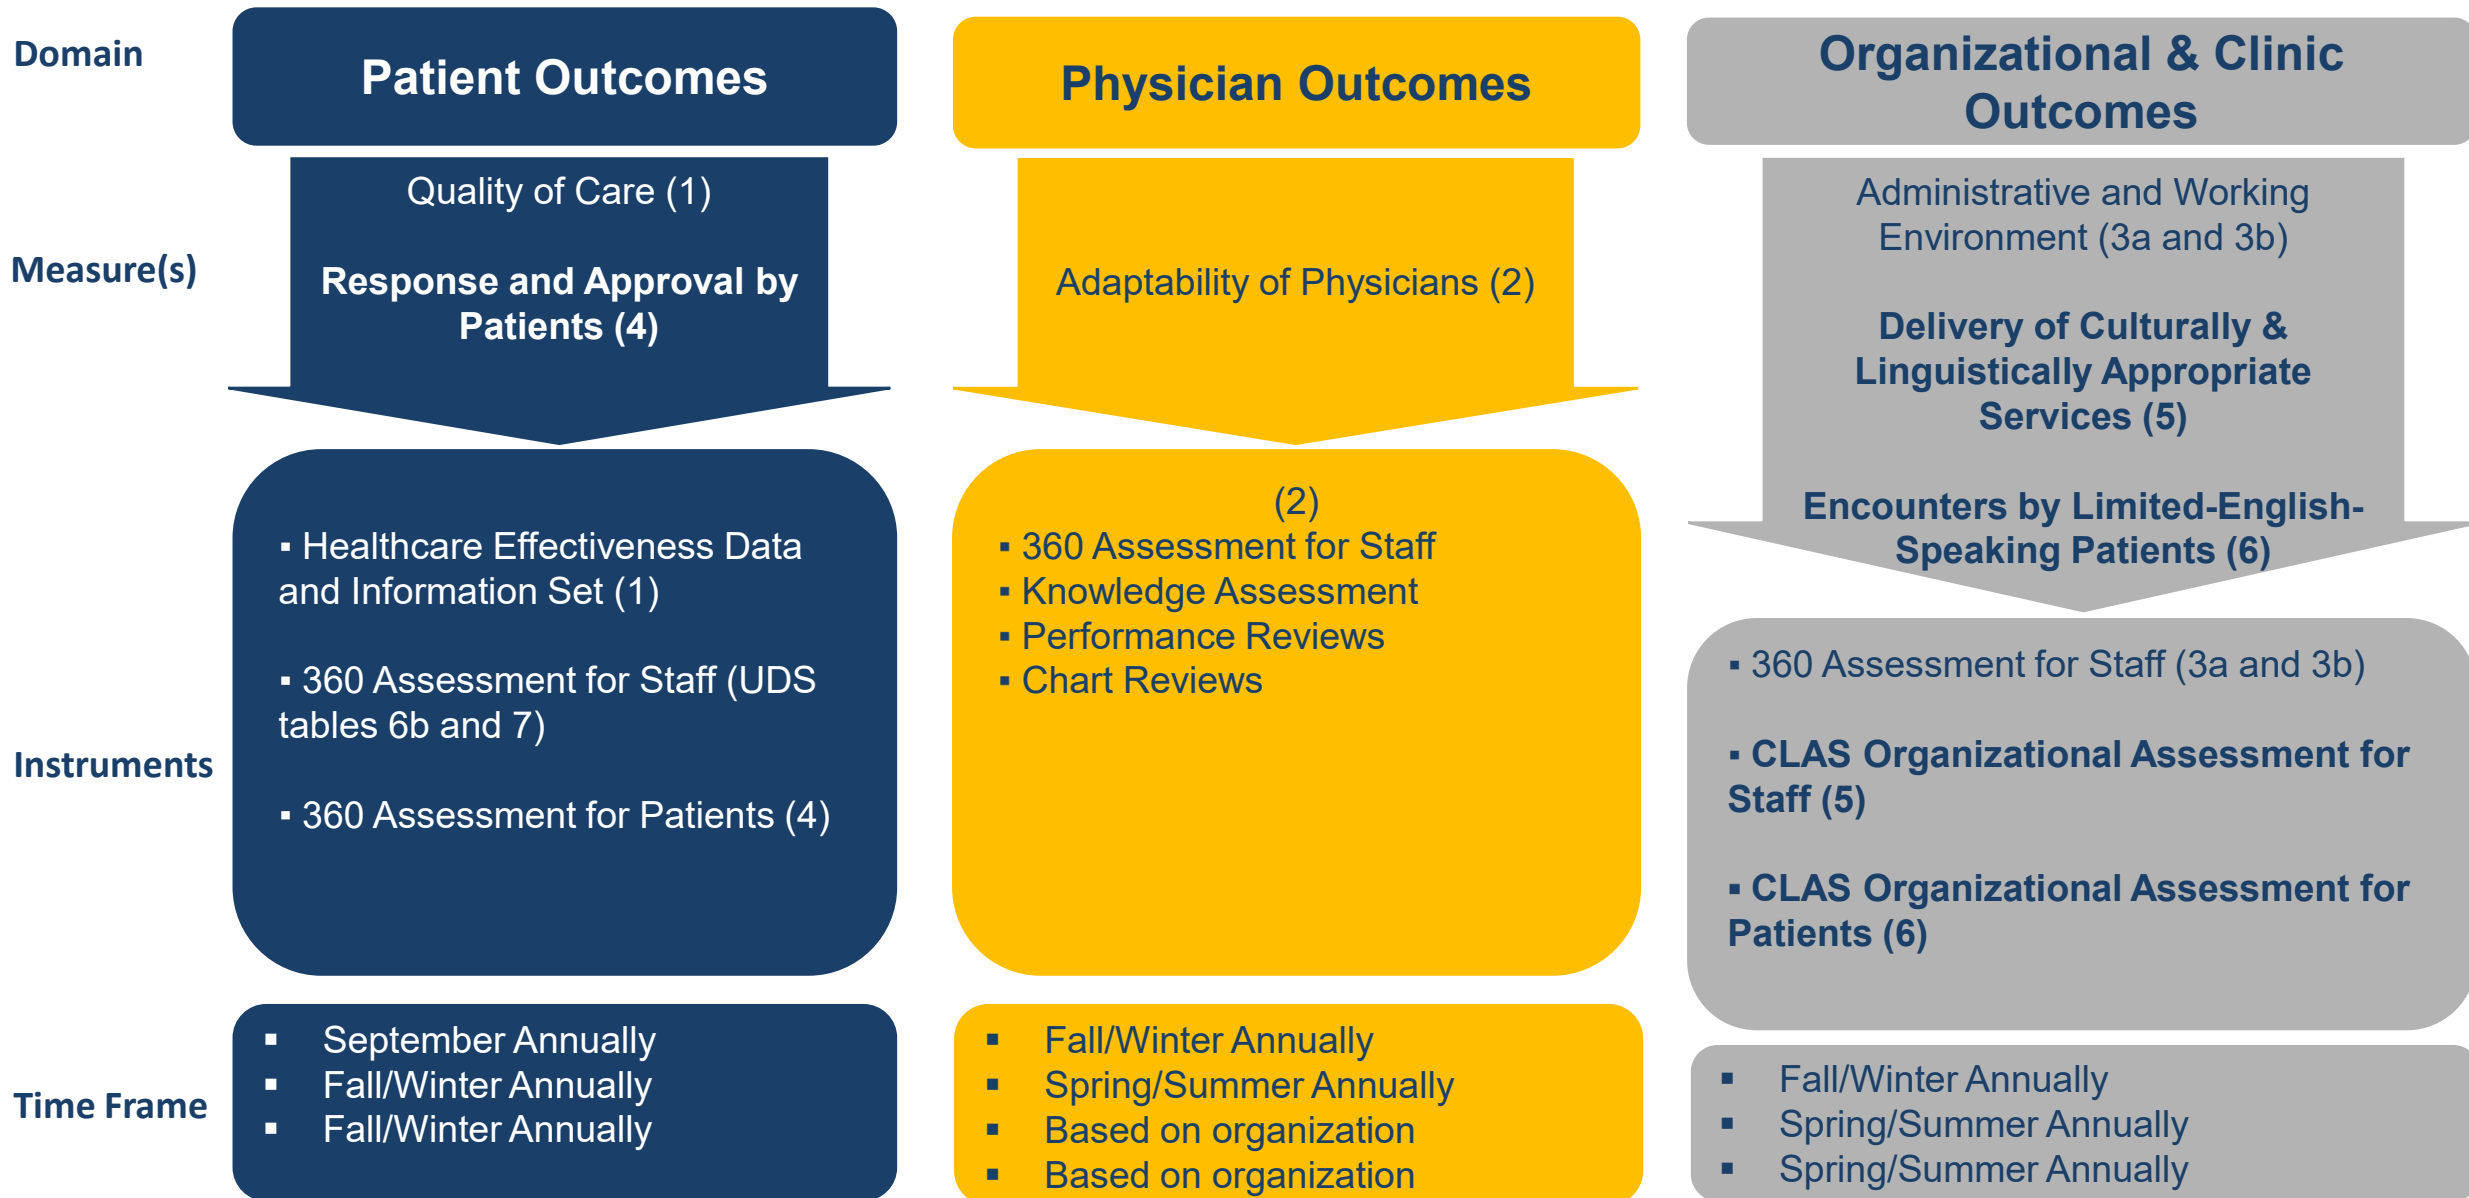 Domain
Patient Outcomes
Physician Outcomes
Organizational & Clinic
Outcomes
Measure(s)
Quality of Care (1)
Response and Approval by
Patients (4)
Adaptability of Physicians (2)
Administrative and Working
Environment (3a and 3b)
Delivery of Culturally &
Linguistically Appropriate
Services (5)
Encounters by Limited-English-
Speaking Patients (6)
Instruments
▪ Healthcare Effectiveness Data
and Information Set (1)
▪ 360 Assessment for Staff (UDS
tables 6b and 7)
▪ 360 Assessment for Patients (4)
(2)
▪ 360 Assessment for Staff
▪ Knowledge Assessment
▪ Performance Reviews
▪ Chart Reviews
▪ 360 Assessment for Staff (3a and 3b)
▪ CLAS Organizational Assessment for
Staff (5)
▪ CLAS Organizational Assessment for
Patients (6)
Time Frame
▪ September Annually
▪ Fall/Winter Annually
▪ Fall/Winter Annually
▪ Fall/Winter Annually
▪ Spring/Summer Annually
▪ Based on organization
▪ Based on organization
▪ Fall/Winter Annually
▪ Spring/Summer Annually
▪ Spring/Summer Annually